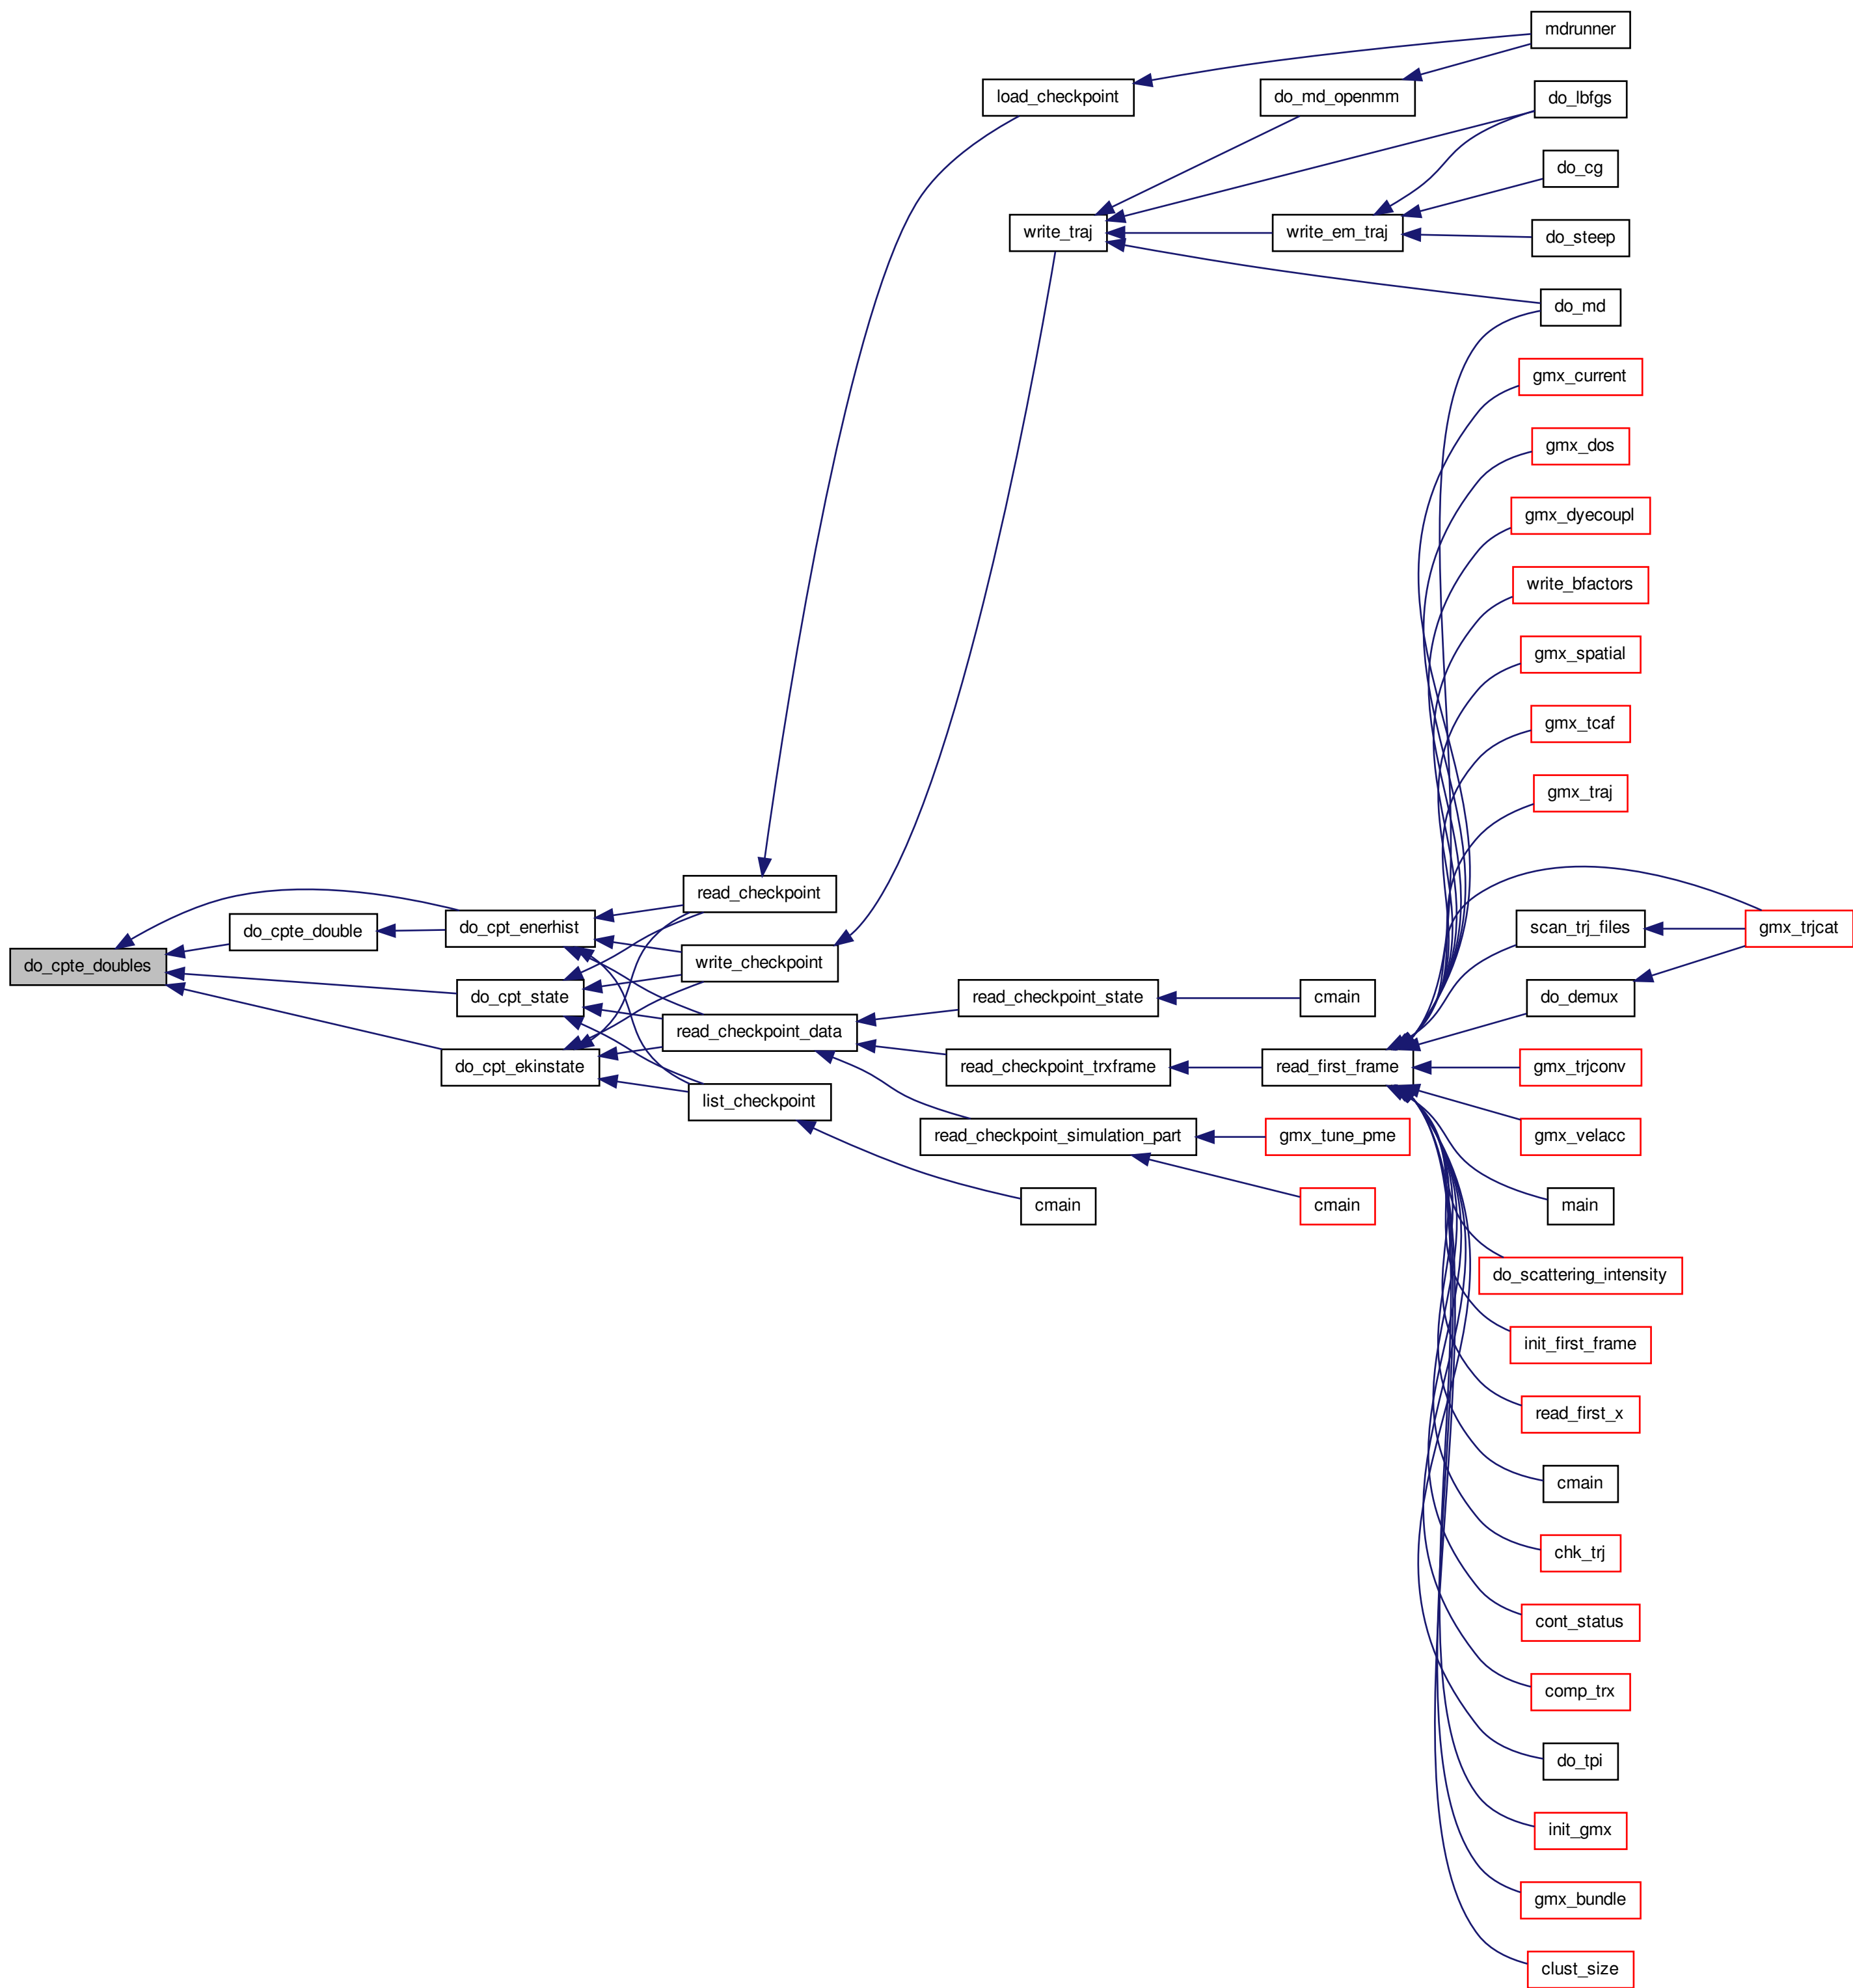 mdrunner
load_checkpoint
do_md_openmm
do_lbfgs
do_cg
write_traj
write_em_traj
do_steep
do_md
gmx_current
gmx_dos
gmx_dyecoupl
write_bfactors
gmx_spatial
gmx_tcaf
gmx_traj
read_checkpoint
do_cpt_enerhist
do_cpte_double
scan_trj_files
gmx_trjcat
do_cpte_doubles
write_checkpoint
do_cpt_state
read_checkpoint_state
cmain
do_demux
read_checkpoint_data
do_cpt_ekinstate
read_checkpoint_trxframe
read_first_frame
gmx_trjconv
list_checkpoint
read_checkpoint_simulation_part
gmx_tune_pme
gmx_velacc
cmain
cmain
main
do_scattering_intensity
init_first_frame
read_first_x
cmain
chk_trj
cont_status
comp_trx
do_tpi
init_gmx
gmx_bundle
clust_size